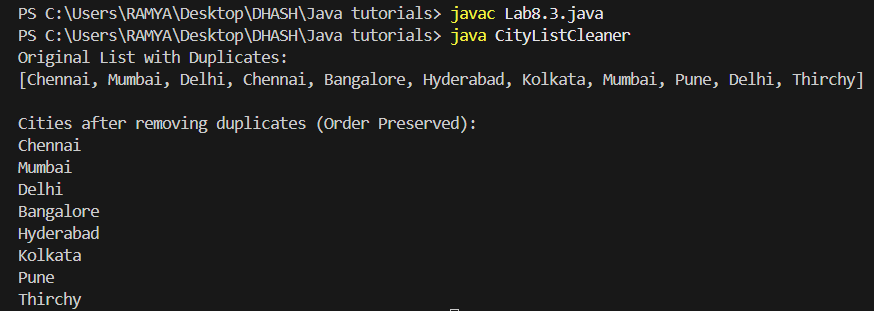 PS C:\Users\RAMYA\Desktop\DHASH\Java tutorials> javac Lab8.3.java
PS C:\Users\RAMYA\Desktop\DHASH\Java tutorials> java CityListCleaner
Original List with Duplicates:
[Chennai, Mumbai, Delhi, Chennai, Bangalore, Hyderabad, Kolkata, Mumbai, Pune, Delhi, Thirchy]
Cities after removing duplicates (Order Preserved):
Chennai
Mumbai
Delhi
Bangalore
Hyderabad
Kolkata
Pune
Thirchy